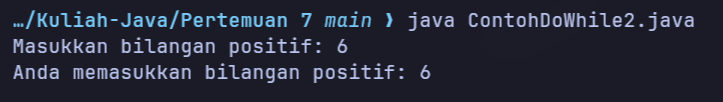 …/Kuliah-Java/Pertemuan 7 main ❯ java ContohDoWhile2.java
Masukkan bilangan positif: 6
Anda memasukkan bilangan positif: 6